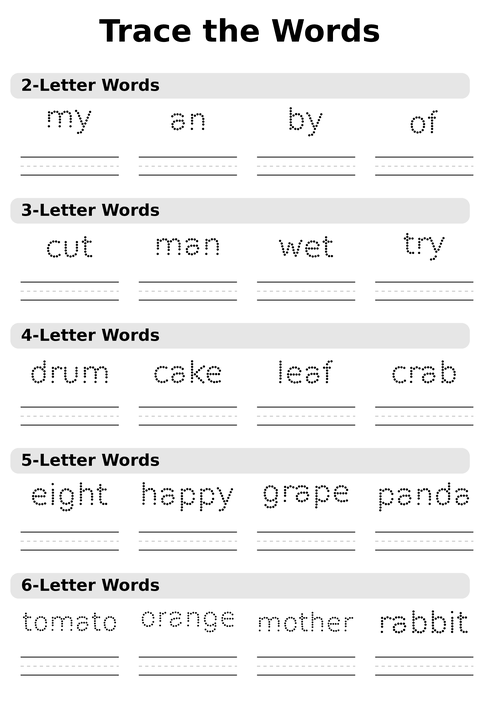 Trace the Words
2-Letter Words
my an by of
3-Letter Words
cut man wet try
4-Letter Words
drum cake leaf crab
5-Letter Words
eight happy grape panda
6-Letter Words
tomato orange mother rabbit